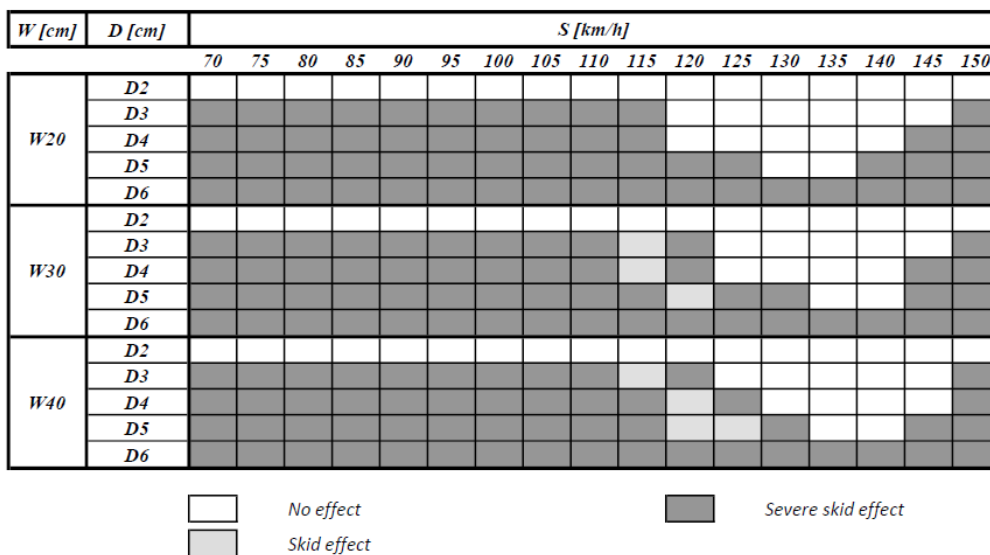 W [cm] D [cm] S [km/h]
70 75 80 85 90 95 100 105 110 115 120 125 130 135 140 145 150
W20 D2
D3
D4
D5
D6
W30 D2
D3
D4
D5
D6
W40 D2
D3
D4
D5
D6
No effect Severe skid effect
Skid effect